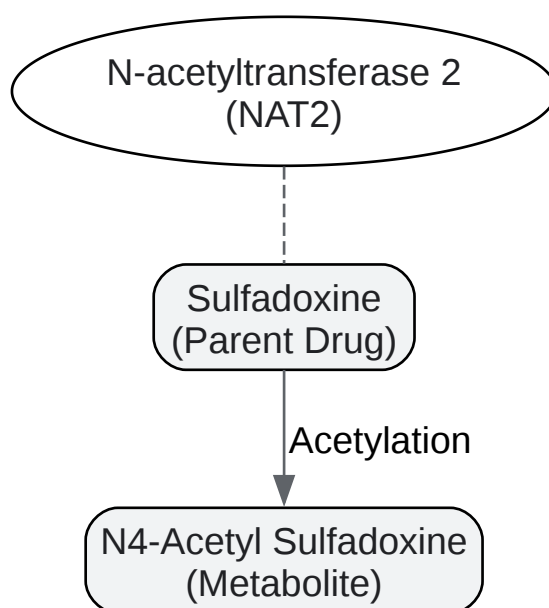 N-acetyltransferase 2
(NAT2)
Sulfadoxine
(Parent Drug)
Acetylation
N4-Acetyl Sulfadoxine
(Metabolite)